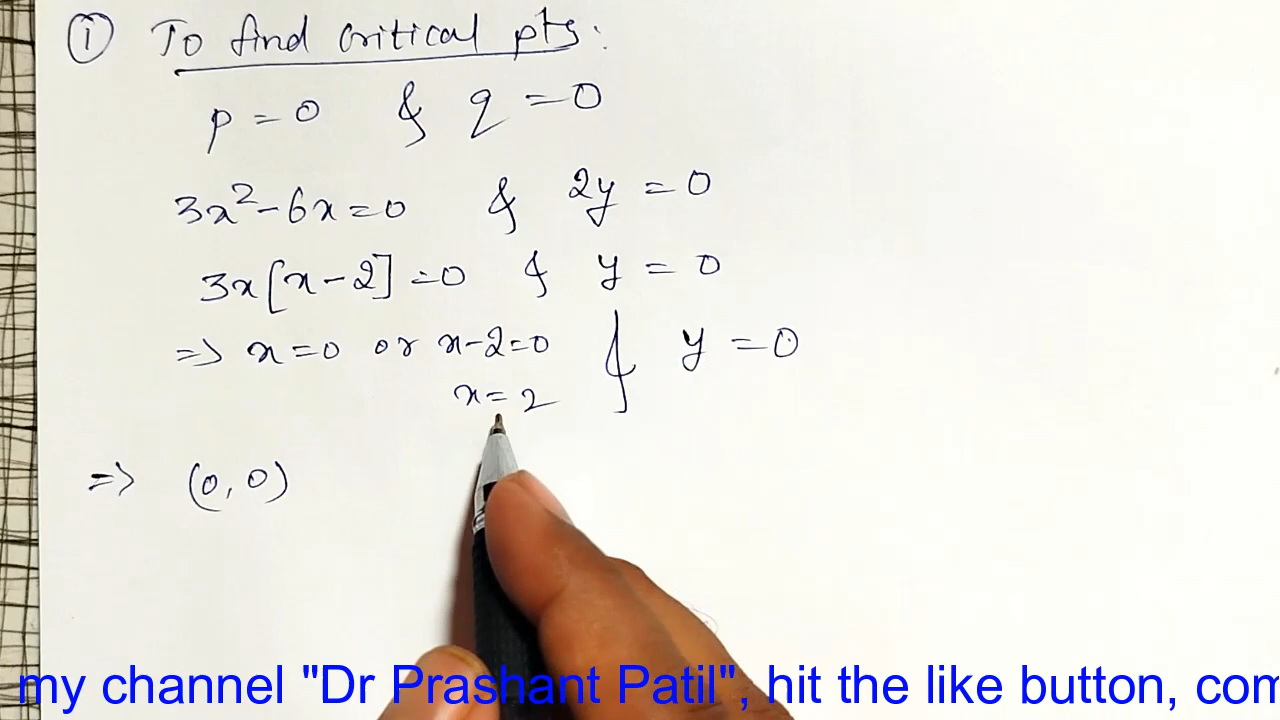 ① To find critical pts:
p = 0 & q = 0
3x² - 6x = 0 & 2y = 0
3x[x - 2] = 0 & y = 0
=> x = 0 or x - 2 = 0 & y = 0
x = 2
=> (0, 0)
my channel "Dr Prashant Patil", hit the like button, com